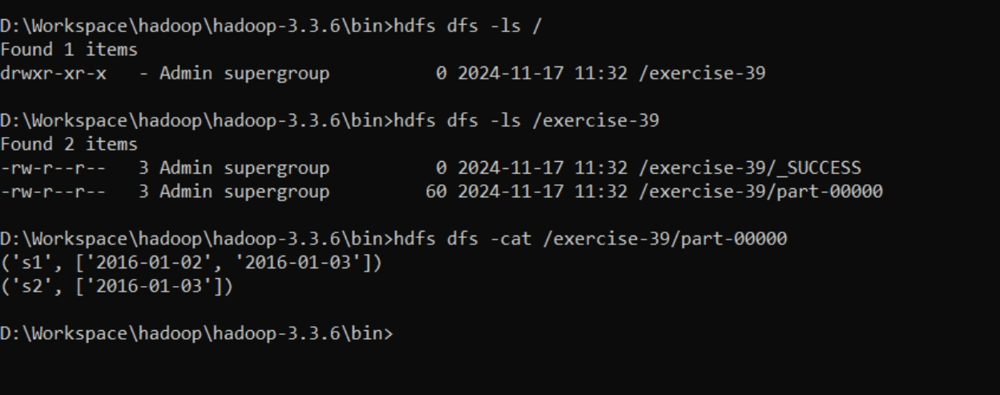 D:\Workspace\hadoop\hadoop-3.3.6\bin>hdfs dfs -ls /
Found 1 items
drwxr-xr-x   - Admin supergroup          0 2024-11-17 11:32 /exercise-39
D:\Workspace\hadoop\hadoop-3.3.6\bin>hdfs dfs -ls /exercise-39
Found 2 items
-rw-r--r--   3 Admin supergroup          0 2024-11-17 11:32 /exercise-39/_SUCCESS
-rw-r--r--   3 Admin supergroup         60 2024-11-17 11:32 /exercise-39/part-00000
D:\Workspace\hadoop\hadoop-3.3.6\bin>hdfs dfs -cat /exercise-39/part-00000
('s1', ['2016-01-02', '2016-01-03'])
('s2', ['2016-01-03'])
D:\Workspace\hadoop\hadoop-3.3.6\bin>